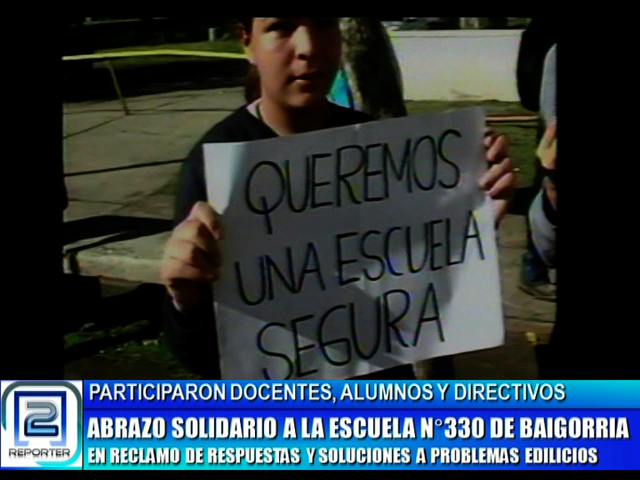 QUEREMOS
UNA ESCUELA
SEGURA
PARTICIPARON DOCENTES, ALUMNOS Y DIRECTIVOS
ABRAZO SOLIDARIO A LA ESCUELA N°330 DE BAIGORRIA
EN RECLAMO DE RESPUESTAS Y SOLUCIONES A PROBLEMAS EDILICIOS
2
REPORTER